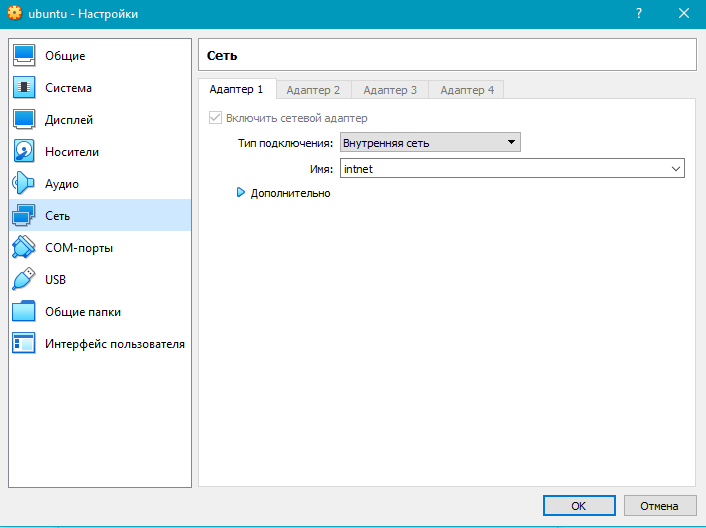 ubuntu - Настройки
?
Общие
Система
Дисплей
Носители
Аудио
Сеть
COM-порты
USB
Общие папки
Интерфейс пользователя
Сеть
Адаптер 1 Адаптер 2 Адаптер 3 Адаптер 4
Включить сетевой адаптер
Тип подключения: Внутренняя сеть
Имя: intnet
Дополнительно
OK Отмена